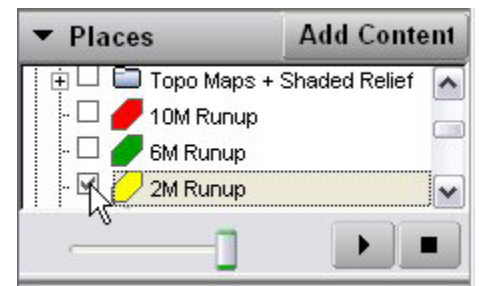 Places Add Content
Topo Maps + Shaded Relief
10M Runup
6M Runup
2M Runup